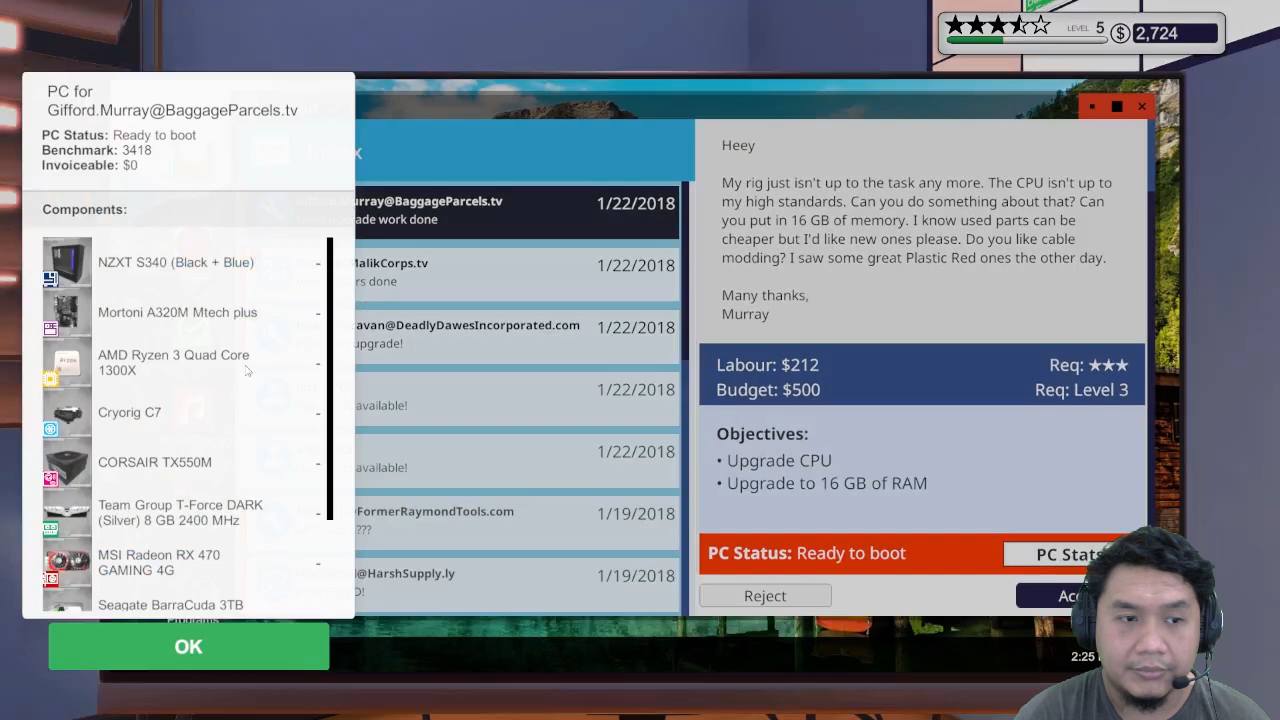 LEVEL 5 $ 2,724
PC for
Gifford.Murray@BaggageParcels.tv
PC Status: Ready to boot
Benchmark: 3418
Invoiceable: $0
Components:
NZXT S340 (Black + Blue) -
Mortoni A320M Mtech plus -
AMD Ryzen 3 Quad Core
1300X -
Cryorig C7 -
CORSAIR TX550M -
Team Group T-Force DARK
(Silver) 8 GB 2400 MHz -
MSI Radeon RX 470
GAMING 4G -
Seagate BarraCuda 3TB
OK
Murray@BaggageParcels.tv 1/22/2018
work done
MalikCorps.tv 1/22/2018
done
avan@DeadlyDawesIncorporated.com 1/22/2018
upgrade!
1/22/2018
available!
1/22/2018
available!
FormerRaymondTools.com 1/19/2018
???
@HarshSupply.ly 1/19/2018
Heey
My rig just isn't up to the task any more. The CPU isn't up to
my high standards. Can you do something about that? Can
you put in 16 GB of memory. I know used parts can be
cheaper but I'd like new ones please. Do you like cable
modding? I saw some great Plastic Red ones the other day.
Many thanks,
Murray
Labour: $212 Req: ★★★
Budget: $500 Req: Level 3
Objectives:
• Upgrade CPU
• Upgrade to 16 GB of RAM
PC Status: Ready to boot PC Stats
Reject
2:25